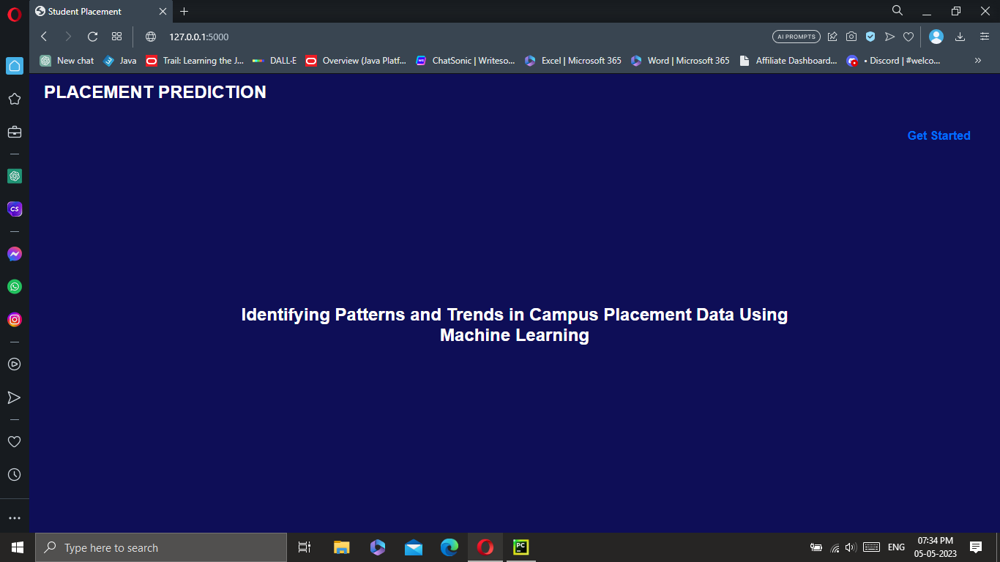 Student Placement
127.0.0.1:5000
AI PROMPTS
New chat
Java
Trail: Learning the J...
DALL·E
Overview (Java Platf...
ChatSonic | Writeso...
Excel | Microsoft 365
Word | Microsoft 365
Affiliate Dashboard...
• Discord | #welco...
PLACEMENT PREDICTION
Get Started
CS
Identifying Patterns and Trends in Campus Placement Data Using
Machine Learning
Type here to search
PC
ENG
07:34 PM
05-05-2023